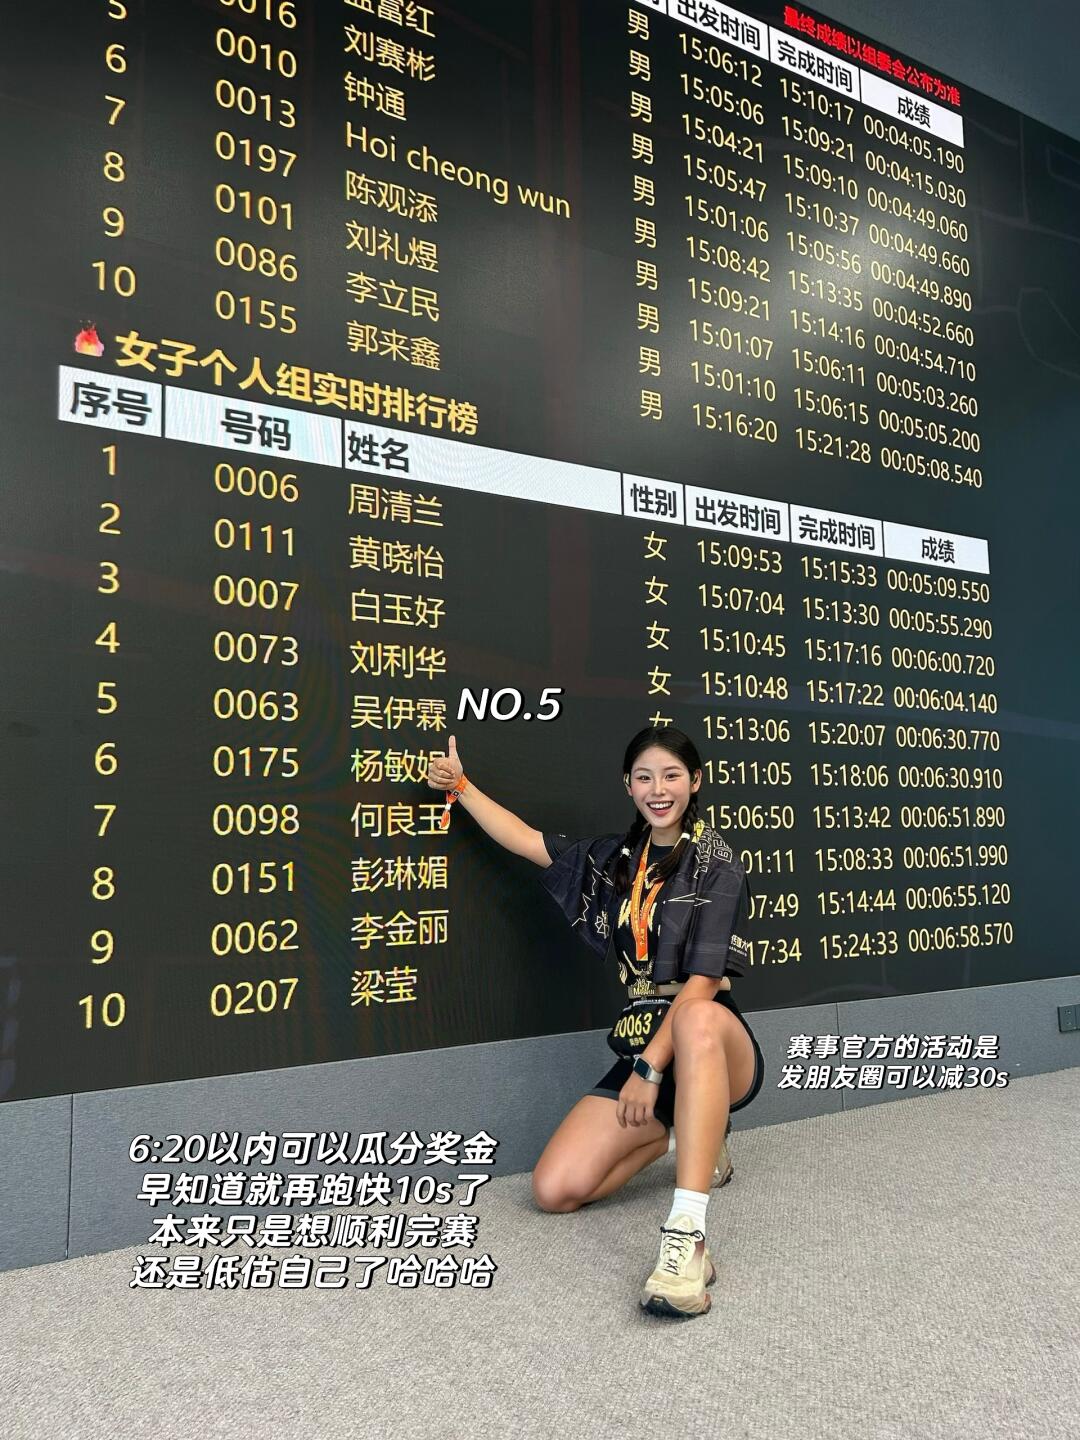 最终成绩以组委会公布为准
出发时间 完成时间 成绩
男 15:06:12 15:10:17 00:04:05.190
男 15:05:06 15:09:21 00:04:15.030
富红 男 15:04:21 15:09:10 00:04:49.060
0016 刘赛彬 男 15:05:47 15:10:37 00:04:49.660
5 0010 钟通 男 15:01:06 15:05:56 00:04:49.890
6 0013 Hoi cheong wun 男 15:08:42 15:13:35 00:04:52.660
7 0197 陈观添 男 15:09:21 15:14:16 00:04:54.710
8 0101 刘礼煜 男 15:01:07 15:06:11 00:05:03.260
9 0086 李立民 男 15:01:10 15:06:15 00:05:05.200
10 0155 郭来鑫 男 15:16:20 15:21:28 00:05:08.540
女子个人组实时排行榜
序号 号码 姓名 性别 出发时间 完成时间 成绩
1 0006 周清兰 女 15:09:53 15:15:33 00:05:09.550
2 0111 黄晓怡 女 15:07:04 15:13:30 00:05:55.290
3 0007 白玉好 女 15:10:45 15:17:16 00:06:00.720
4 0073 刘利华 女 15:10:48 15:17:22 00:06:04.140
5 0063 吴伊霖 女 15:13:06 15:20:07 00:06:30.770
6 0175 杨敏 15:11:05 15:18:06 00:06:30.910
7 0098 何良玉 15:06:50 15:13:42 00:06:51.890
8 0151 彭琳媚 01:11 15:08:33 00:06:51.990
9 0062 李金丽 07:49 15:14:44 00:06:55.120
10 0207 梁莹 17:34 15:24:33 00:06:58.570
NO.5
0063
赛事官方的活动是
发朋友圈可以减30s
6:20以内可以瓜分奖金
早知道就再跑快10s了
本来只是想顺利完赛
还是低估自己了哈哈哈